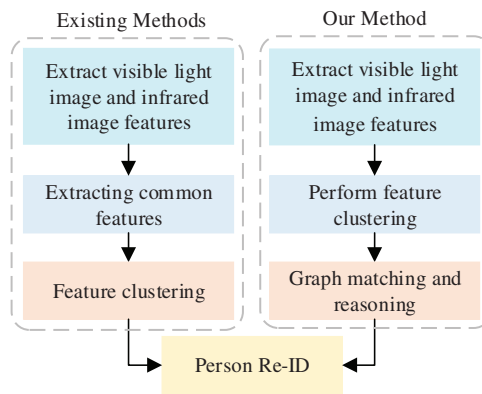 Existing Methods
Extract visible light
image and infrared
image features
Extracting common
features
Feature clustering
Our Method
Extract visible light
image and infrared
image features
Perform feature
clustering
Graph matching and
reasoning
Person Re-ID